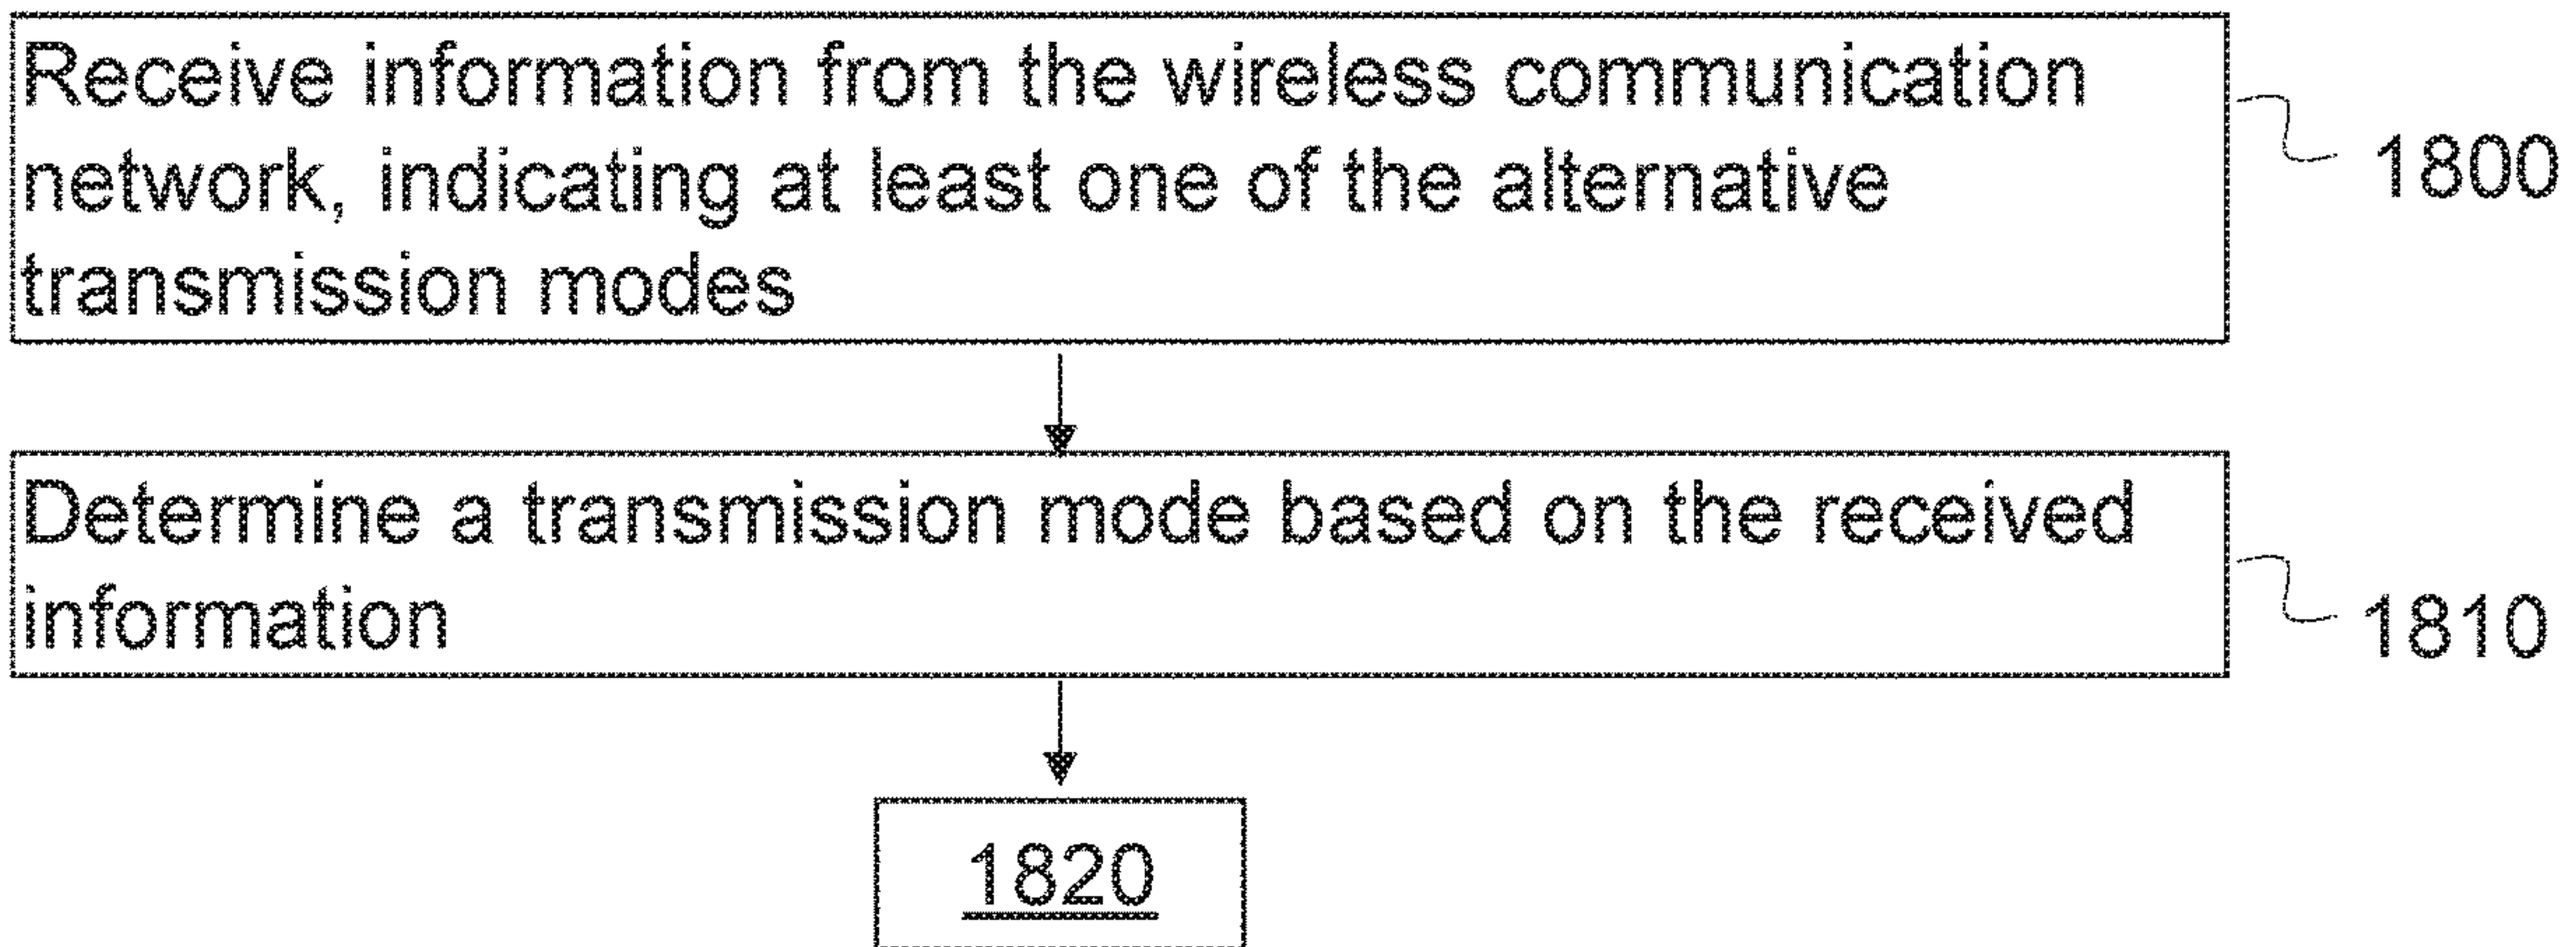 Receive information from the wireless communication
network, indicating at least one of the alternative
transmission modes
1800
Determine a transmission mode based on the received
information
1810
1820